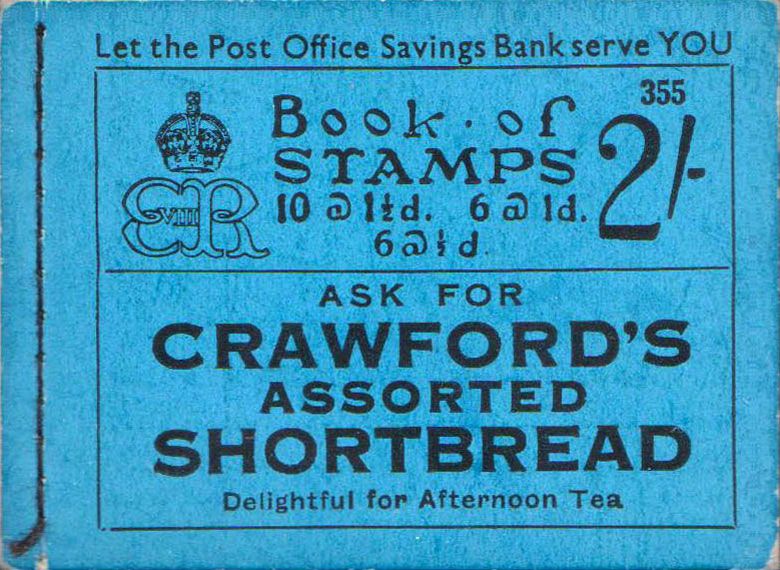 Let the Post Office Savings Bank serve YOU
355
Book of
STAMPS
2/-
10 @ 1½d. 6 @ 1d.
6 @ ½d.
E VIII R
ASK FOR
CRAWFORD'S
ASSORTED
SHORTBREAD
Delightful for Afternoon Tea